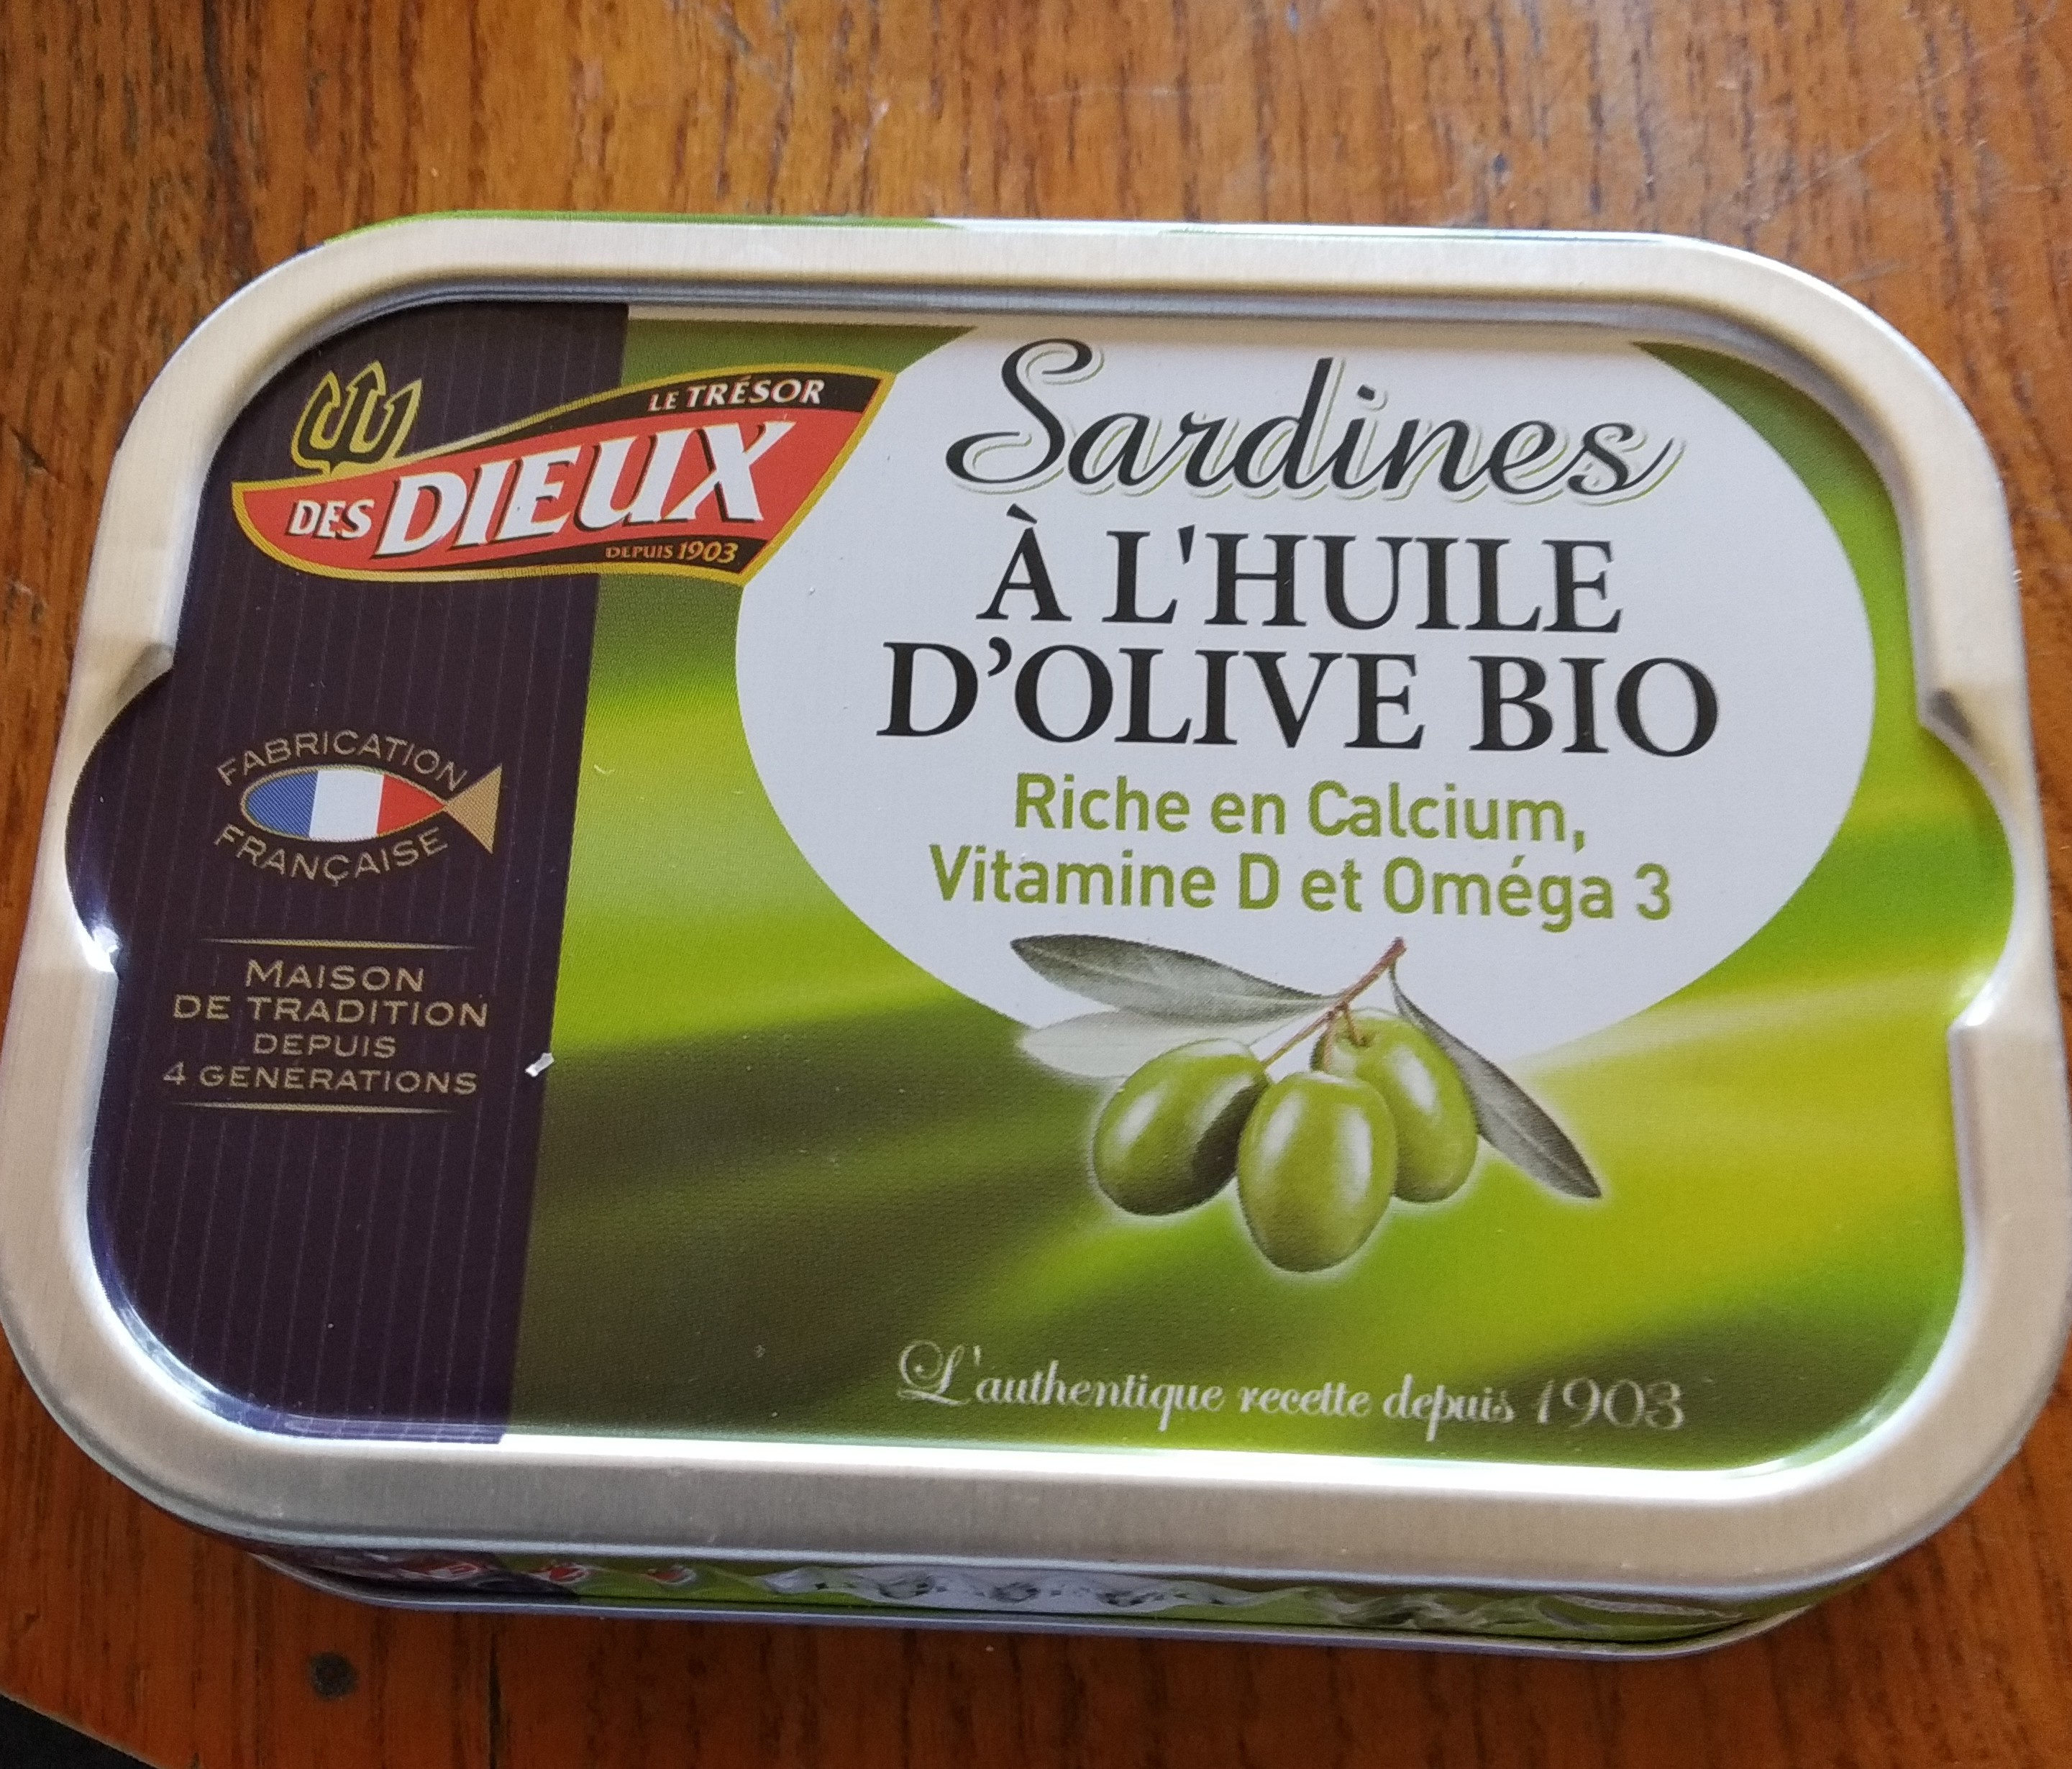 LE TRÉSOR
DES DIEUX
DEPUIS 1903
Sardines
À L'HUILE
D’OLIVE BIO
Riche en Calcium,
Vitamine D et Oméga 3
FABRICATION
FRANÇAISE
MAISON
DE TRADITION
DEPUIS
4 GÉNÉRATIONS
L'authentique recette depuis 1903